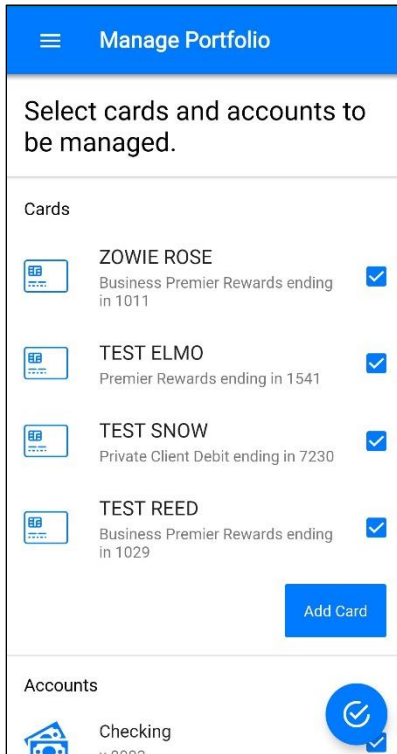 Manage Portfolio
Select cards and accounts to
be managed.
Cards
ZOWIE ROSE
Business Premier Rewards ending
in 1011
TEST ELMO
Premier Rewards ending in 1541
TEST SNOW
Private Client Debit ending in 7230
TEST REED
Business Premier Rewards ending
in 1029
Add Card
Accounts
Checking